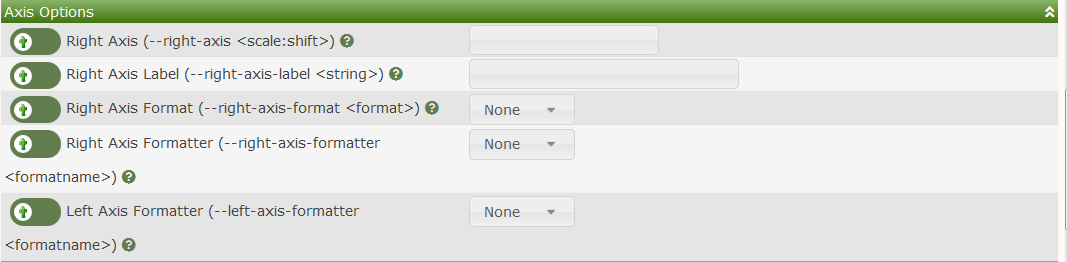 Axis Options
Right Axis (--right-axis <scale:shift>)
Right Axis Label (--right-axis-label <string>)
Right Axis Format (--right-axis-format <format>) None
Right Axis Formatter (--right-axis-formatter None
<formatname>)
Left Axis Formatter (--left-axis-formatter None
<formatname>)